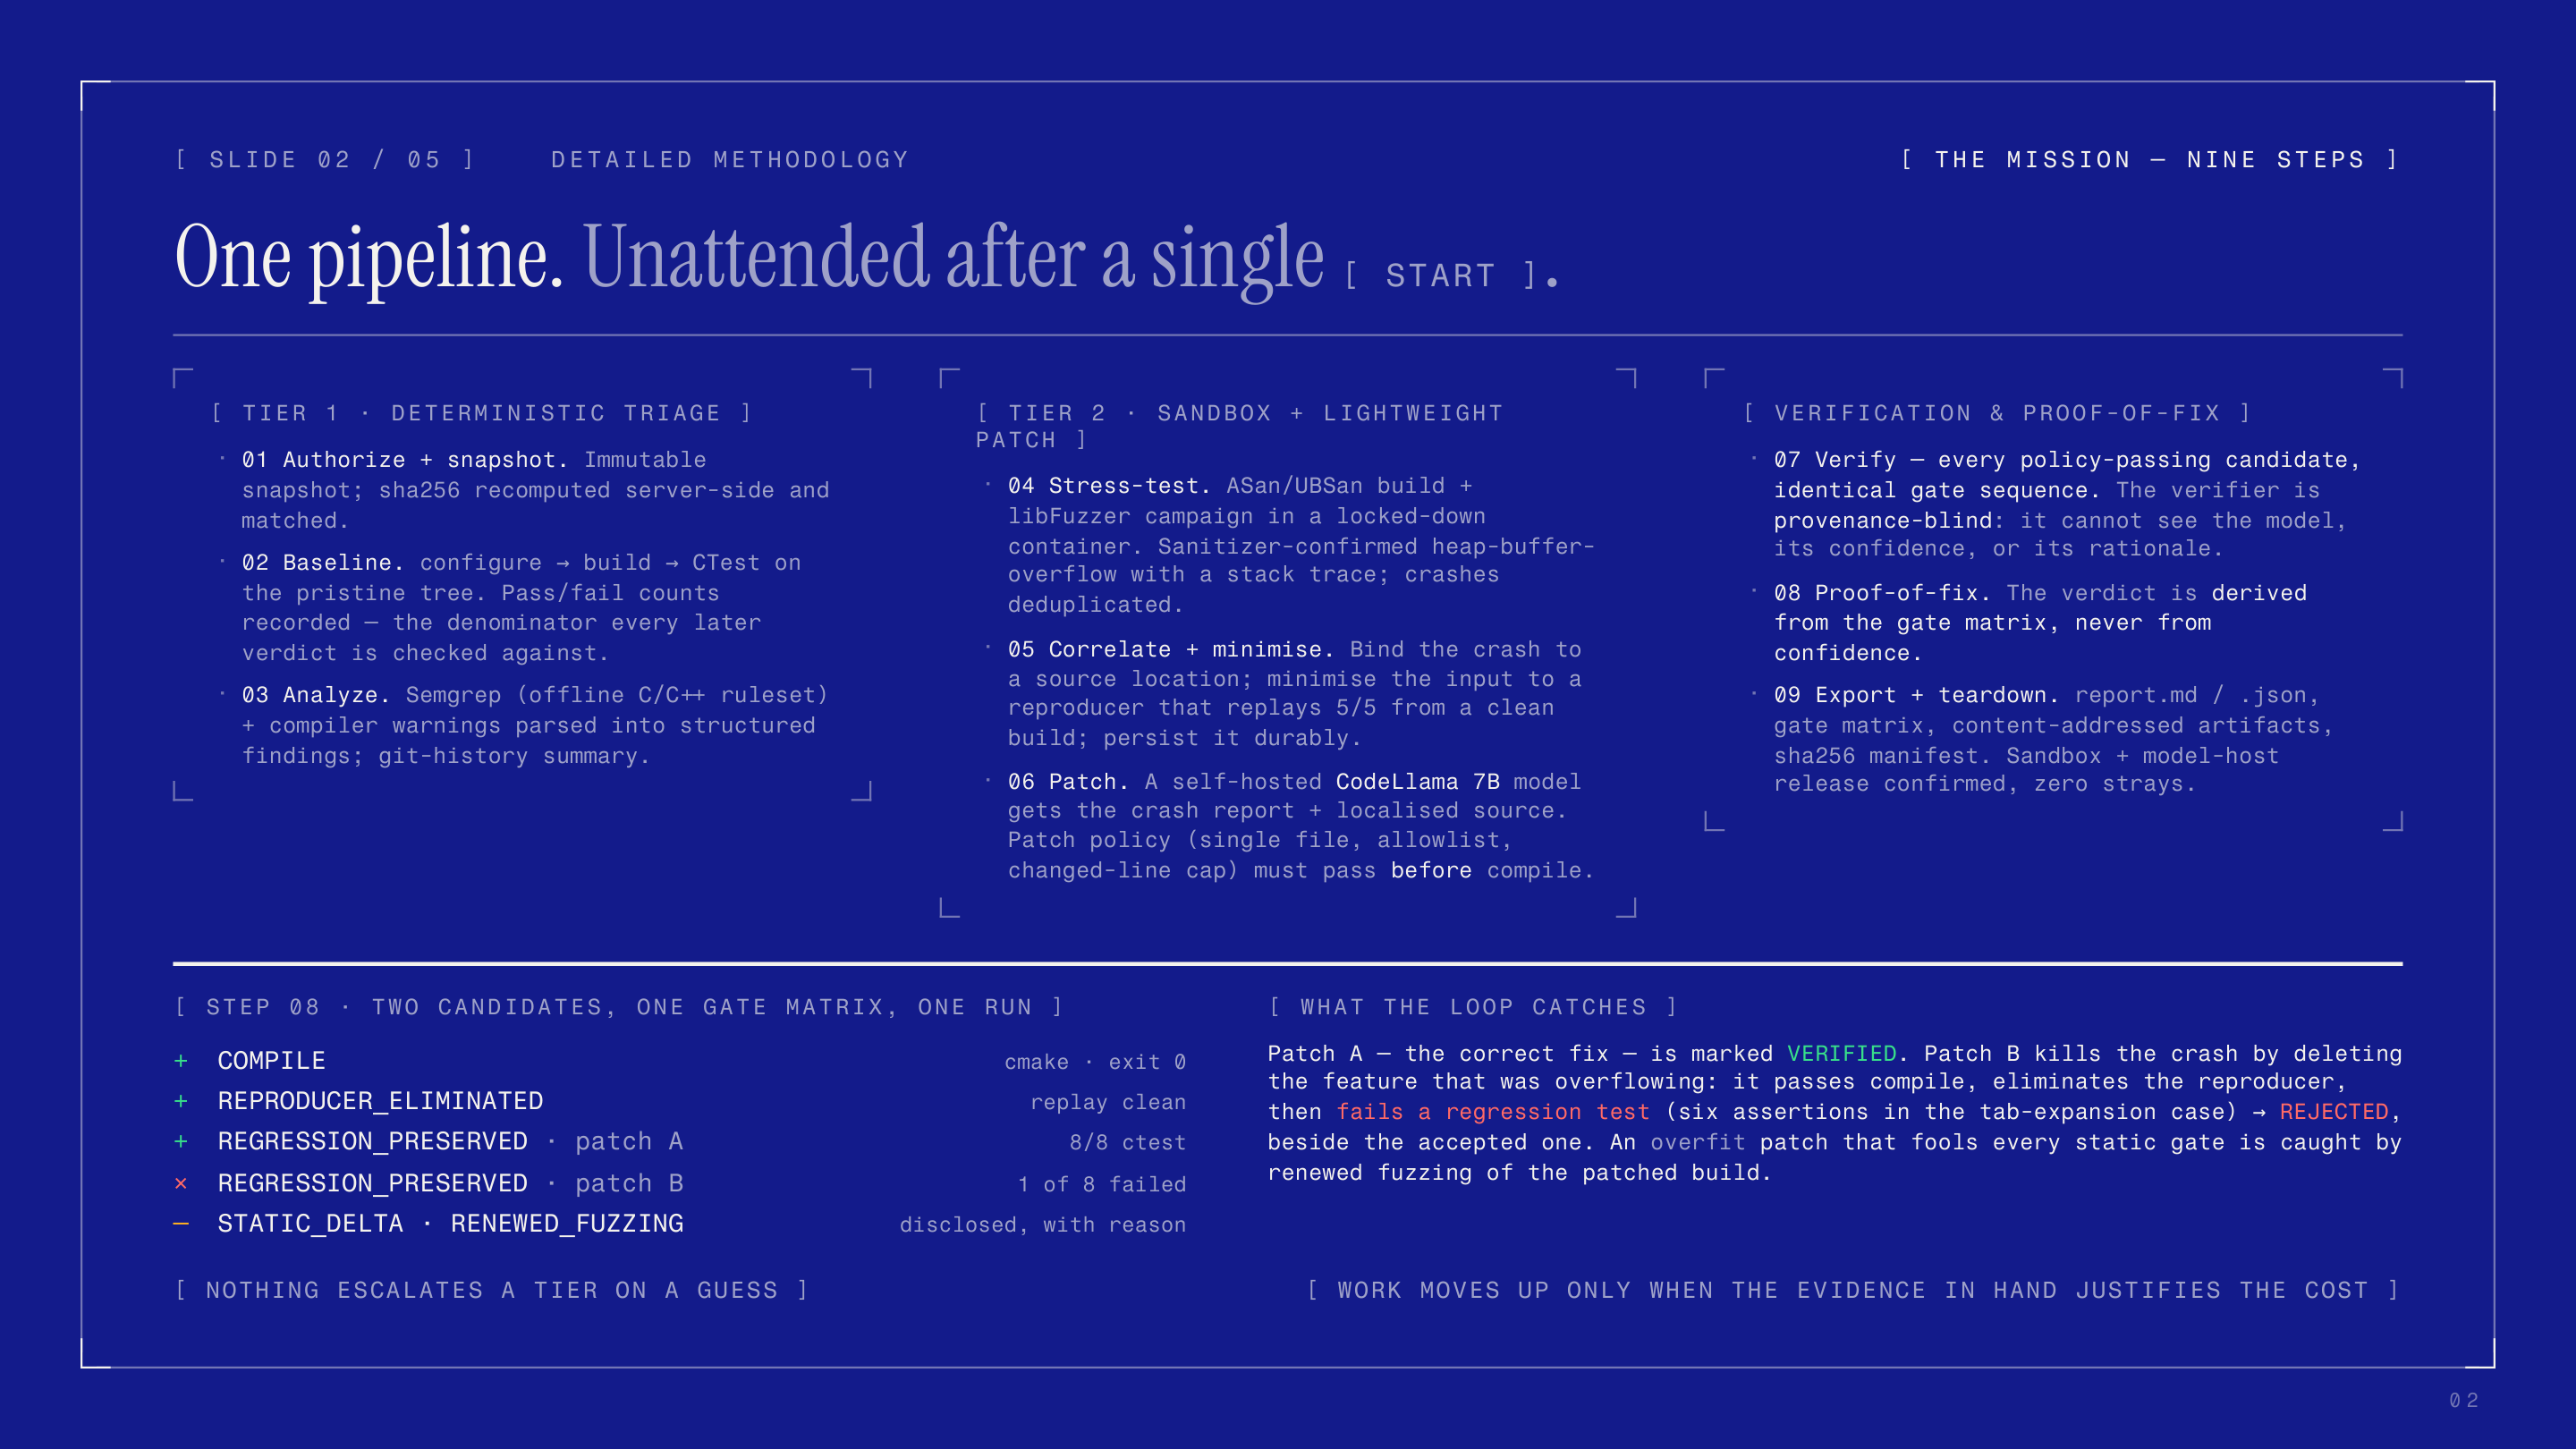 [ SLIDE 02 / 05 ] DETAILED METHODOLOGY
[ THE MISSION — NINE STEPS ]
One pipeline. Unattended after a single [ START ].
[ TIER 1 · DETERMINISTIC TRIAGE ]
· 01 Authorize + snapshot. Immutable
snapshot; sha256 recomputed server-side and
matched.
· 02 Baseline. configure → build → CTest on
the pristine tree. Pass/fail counts
recorded — the denominator every later
verdict is checked against.
· 03 Analyze. Semgrep (offline C/C++ ruleset)
+ compiler warnings parsed into structured
findings; git-history summary.
[ TIER 2 · SANDBOX + LIGHTWEIGHT
PATCH ]
· 04 Stress-test. ASan/UBSan build +
libFuzzer campaign in a locked-down
container. Sanitizer-confirmed heap-buffer-
overflow with a stack trace; crashes
deduplicated.
· 05 Correlate + minimise. Bind the crash to
a source location; minimise the input to a
reproducer that replays 5/5 from a clean
build; persist it durably.
· 06 Patch. A self-hosted CodeLlama 7B model
gets the crash report + localised source.
Patch policy (single file, allowlist,
changed-line cap) must pass before compile.
[ VERIFICATION & PROOF-OF-FIX ]
· 07 Verify — every policy-passing candidate,
identical gate sequence. The verifier is
provenance-blind: it cannot see the model,
its confidence, or its rationale.
· 08 Proof-of-fix. The verdict is derived
from the gate matrix, never from
confidence.
· 09 Export + teardown. report.md / .json,
gate matrix, content-addressed artifacts,
sha256 manifest. Sandbox + model-host
release confirmed, zero strays.
[ STEP 08 · TWO CANDIDATES, ONE GATE MATRIX, ONE RUN ]
+ COMPILE cmake · exit 0
+ REPRODUCER_ELIMINATED replay clean
+ REGRESSION_PRESERVED · patch A 8/8 ctest
× REGRESSION_PRESERVED · patch B 1 of 8 failed
— STATIC_DELTA · RENEWED_FUZZING disclosed, with reason
[ WHAT THE LOOP CATCHES ]
Patch A — the correct fix — is marked VERIFIED. Patch B kills the crash by deleting
the feature that was overflowing: it passes compile, eliminates the reproducer,
then fails a regression test (six assertions in the tab-expansion case) → REJECTED,
beside the accepted one. An overfit patch that fools every static gate is caught by
renewed fuzzing of the patched build.
[ NOTHING ESCALATES A TIER ON A GUESS ]
[ WORK MOVES UP ONLY WHEN THE EVIDENCE IN HAND JUSTIFIES THE COST ]
02